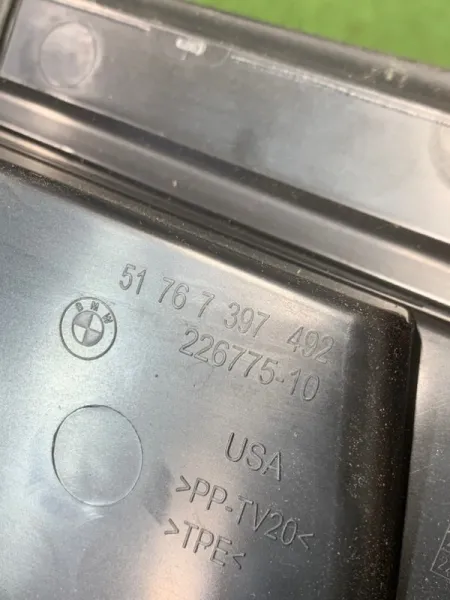 51 76 7 397 492
BMW
226775-10
USA
>PP-TV20<
>TPE<